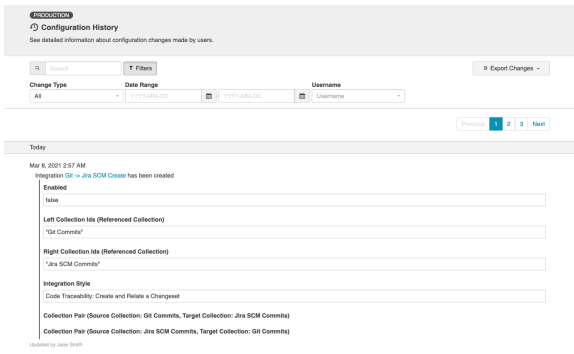 PRODUCTION
Configuration History
See detailed information about configuration changes made by users.
Search
Filters
Export Changes
Change Type
Date Range
Username
All
YYYY-MM-DD
YYYY-MM-DD
Username
Previous 1 2 3 Next
Today
Mar 8, 2021 2:57 AM
Integration Git -> Jira SCM Create has been created
Enabled
false
Left Collection Ids (Referenced Collection)
"Git Commits"
Right Collection Ids (Referenced Collection)
"Jira SCM Commits"
Integration Style
Code Traceability: Create and Relate a Changeset
Collection Pair (Source Collection: Git Commits, Target Collection: Jira SCM Commits)
Collection Pair (Source Collection: Jira SCM Commits, Target Collection: Git Commits)
Updated by Jane Smith